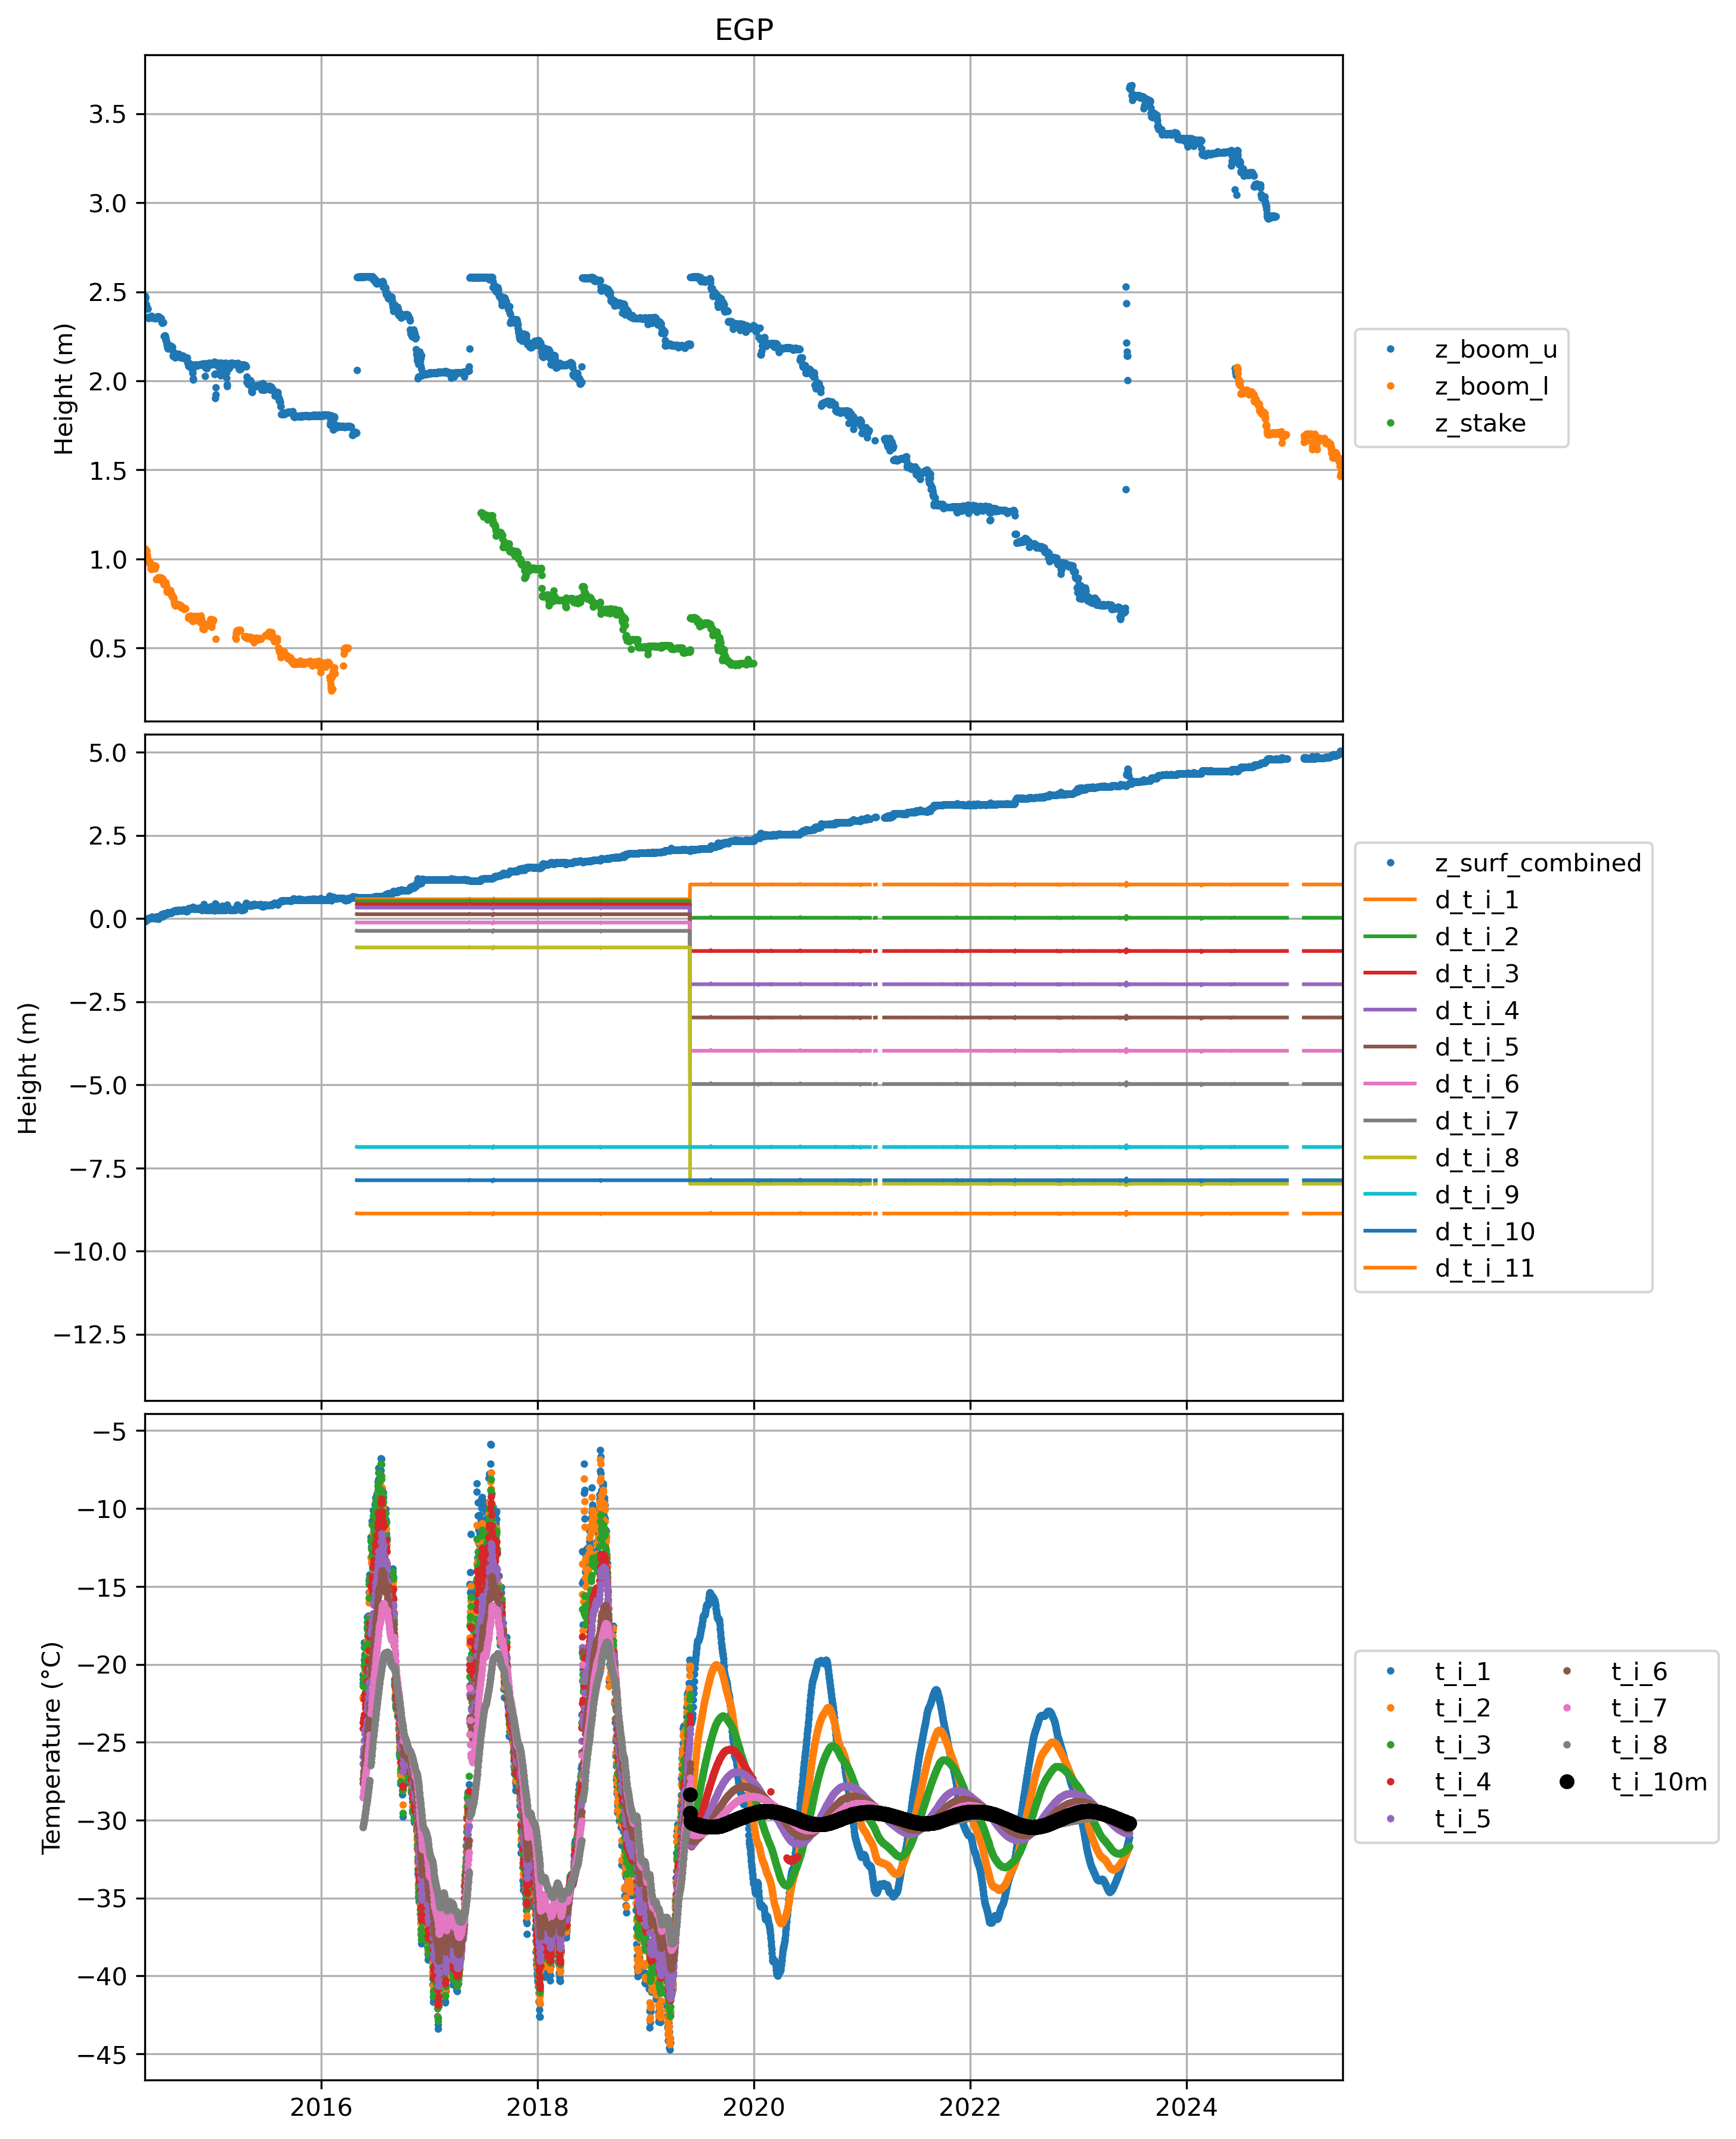 EGP
3.5
3.0
2.5
2.0
1.5
1.0
0.5
Height (m)
z_boom_u
z_boom_l
z_stake
5.0
2.5
0.0
−2.5
−5.0
−7.5
−10.0
−12.5
Height (m)
z_surf_combined
d_t_i_1
d_t_i_2
d_t_i_3
d_t_i_4
d_t_i_5
d_t_i_6
d_t_i_7
d_t_i_8
d_t_i_9
d_t_i_10
d_t_i_11
−5
−10
−15
−20
−25
−30
−35
−40
−45
Temperature (°C)
t_i_1
t_i_2
t_i_3
t_i_4
t_i_5
t_i_6
t_i_7
t_i_8
t_i_10m
2016 2018 2020 2022 2024